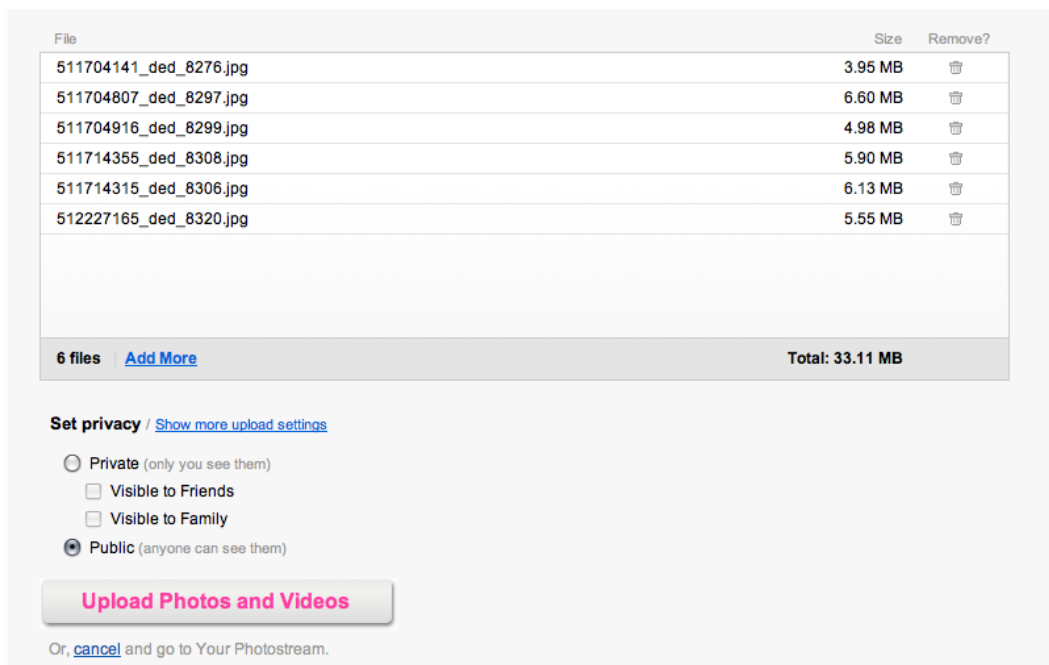 File Size Remove?
511704141_ded_8276.jpg 3.95 MB
511704807_ded_8297.jpg 6.60 MB
511704916_ded_8299.jpg 4.98 MB
511714355_ded_8308.jpg 5.90 MB
511714315_ded_8306.jpg 6.13 MB
512227165_ded_8320.jpg 5.55 MB
6 files | Add More Total: 33.11 MB
Set privacy / Show more upload settings
Private (only you see them)
Visible to Friends
Visible to Family
Public (anyone can see them)
Upload Photos and Videos
Or, cancel and go to Your Photostream.